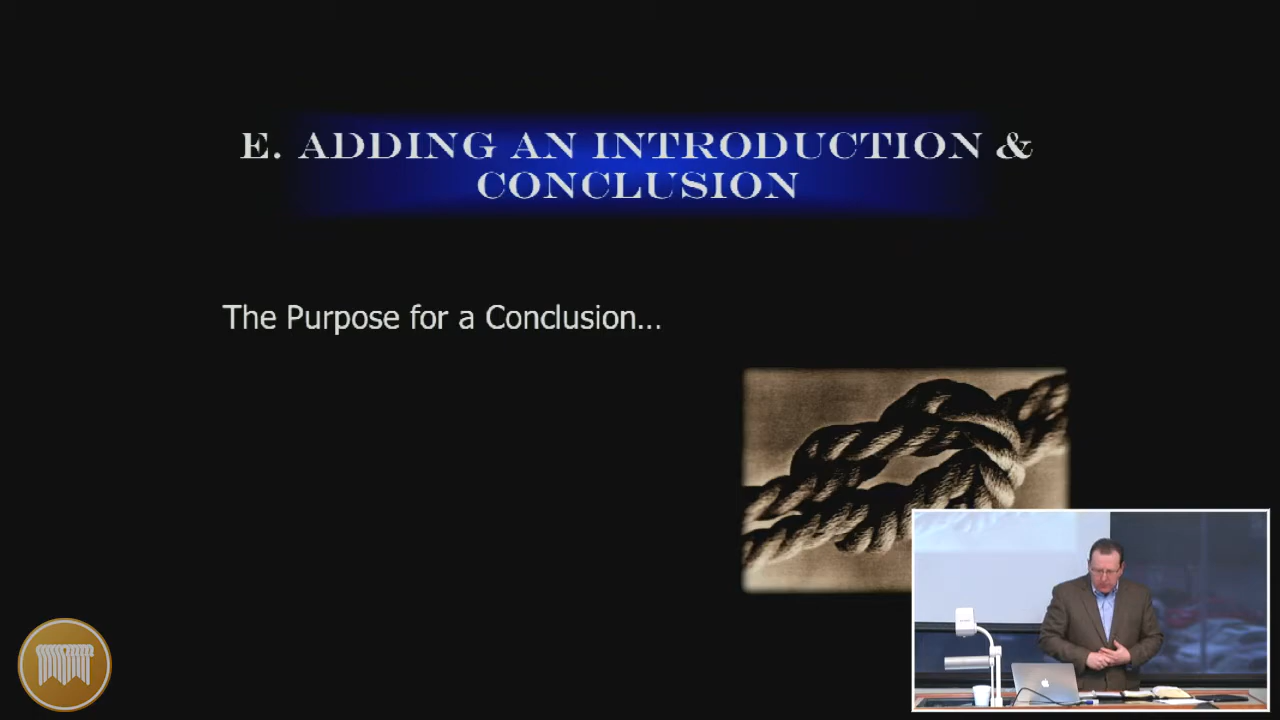 E. ADDING AN INTRODUCTION &
CONCLUSION
The Purpose for a Conclusion...